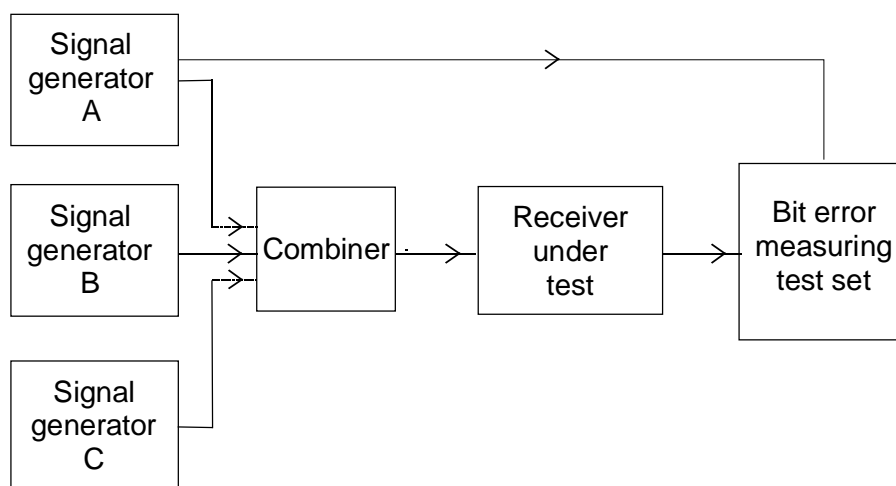 Signal
generator
A
Signal
generator
B
Signal
generator
C
Combiner
Receiver
under
test
Bit error
measuring
test set